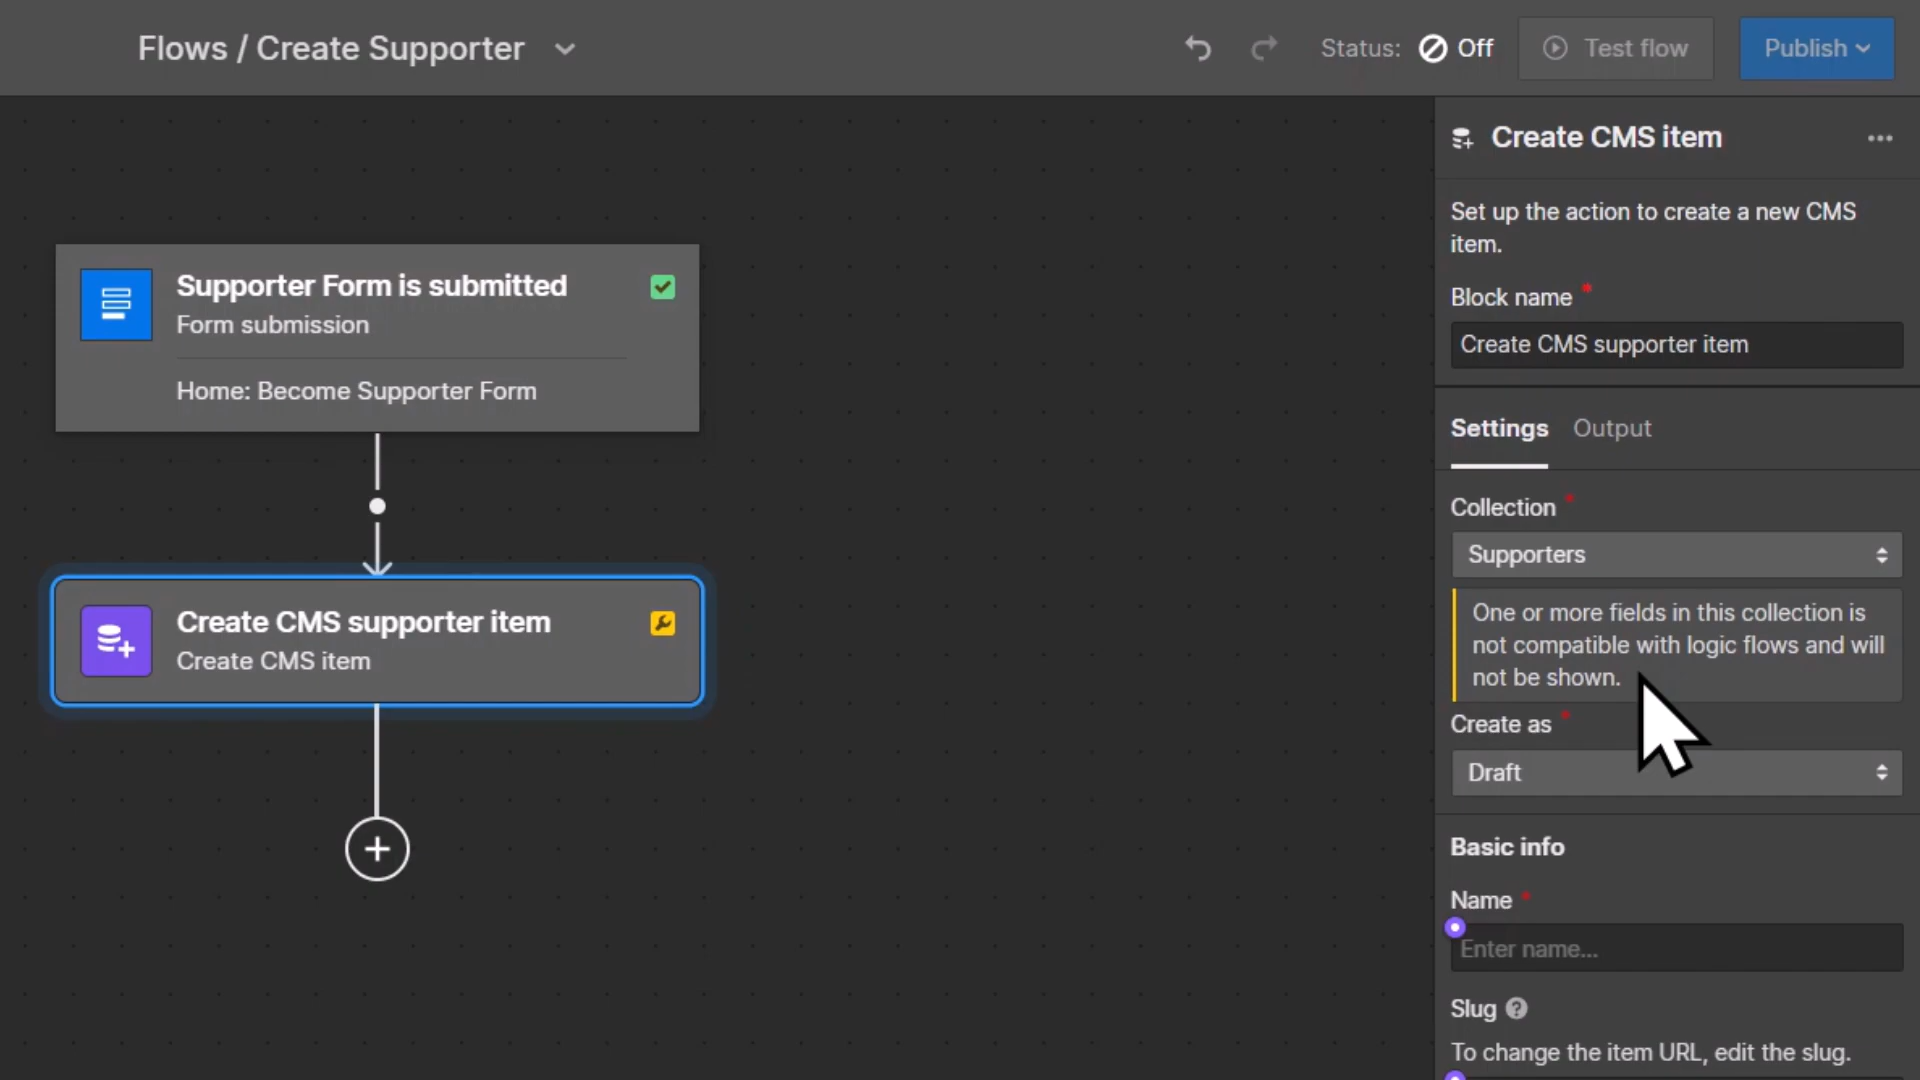 Flows / Create Supporter
Status: Off
Test flow
Publish
Supporter Form is submitted
Form submission
Home: Become Supporter Form
Create CMS supporter item
Create CMS item
Create CMS item
Set up the action to create a new CMS
item.
Block name *
Create CMS supporter item
Settings
Output
Collection *
Supporters
One or more fields in this collection is
not compatible with logic flows and will
not be shown.
Create as *
Draft
Basic info
Name *
Enter name...
Slug ?
To change the item URL, edit the slug.